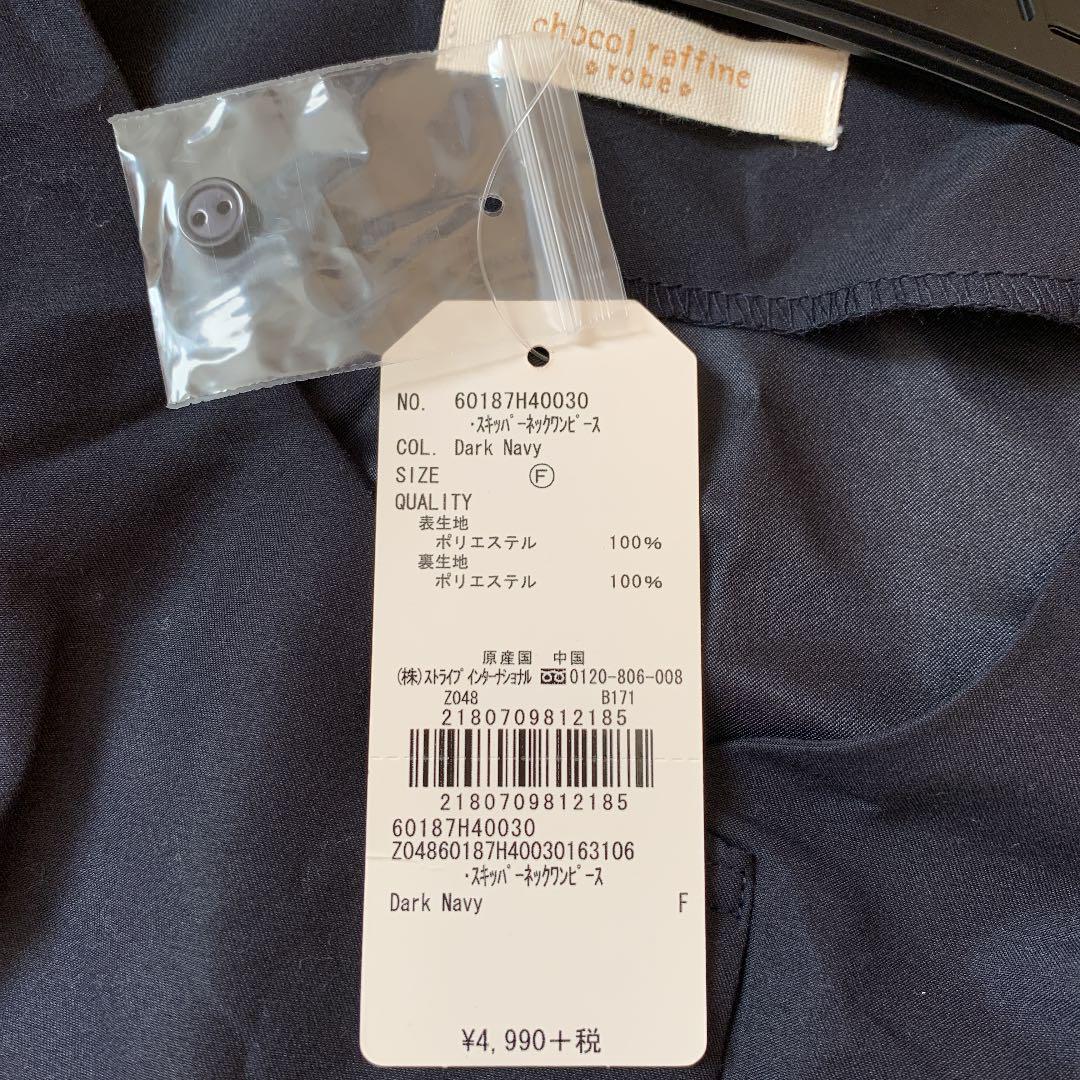 chocol raffine
robe
NO. 60187H40030
・スキッパーネックワンピース
COL. Dark Navy
SIZE Ⓕ
QUALITY
表生地
ポリエステル 100%
裏生地
ポリエステル 100%
原産国 中国
(株)ストライプインターナショナル 0120-806-008
Z048 B171
2180709812185
2180709812185
60187H40030
Z04860187H40030163106
・スキッパーネックワンピース
Dark Navy F
¥4,990+税